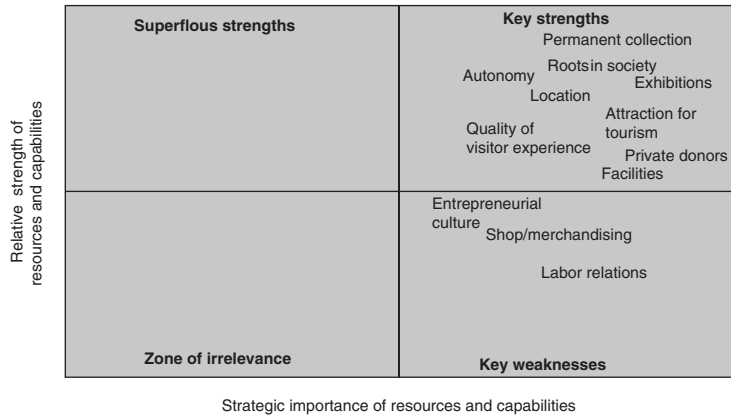 Superflous strengths
Key strengths
Permanent collection
Roots in society
Autonomy
Exhibitions
Location
Attraction for
tourism
Quality of
visitor experience
Private donors
Facilities
Relative strength of
resources and capabilities
Entrepreneurial
culture
Shop/merchandising
Labor relations
Zone of irrelevance
Key weaknesses
Strategic importance of resources and capabilities